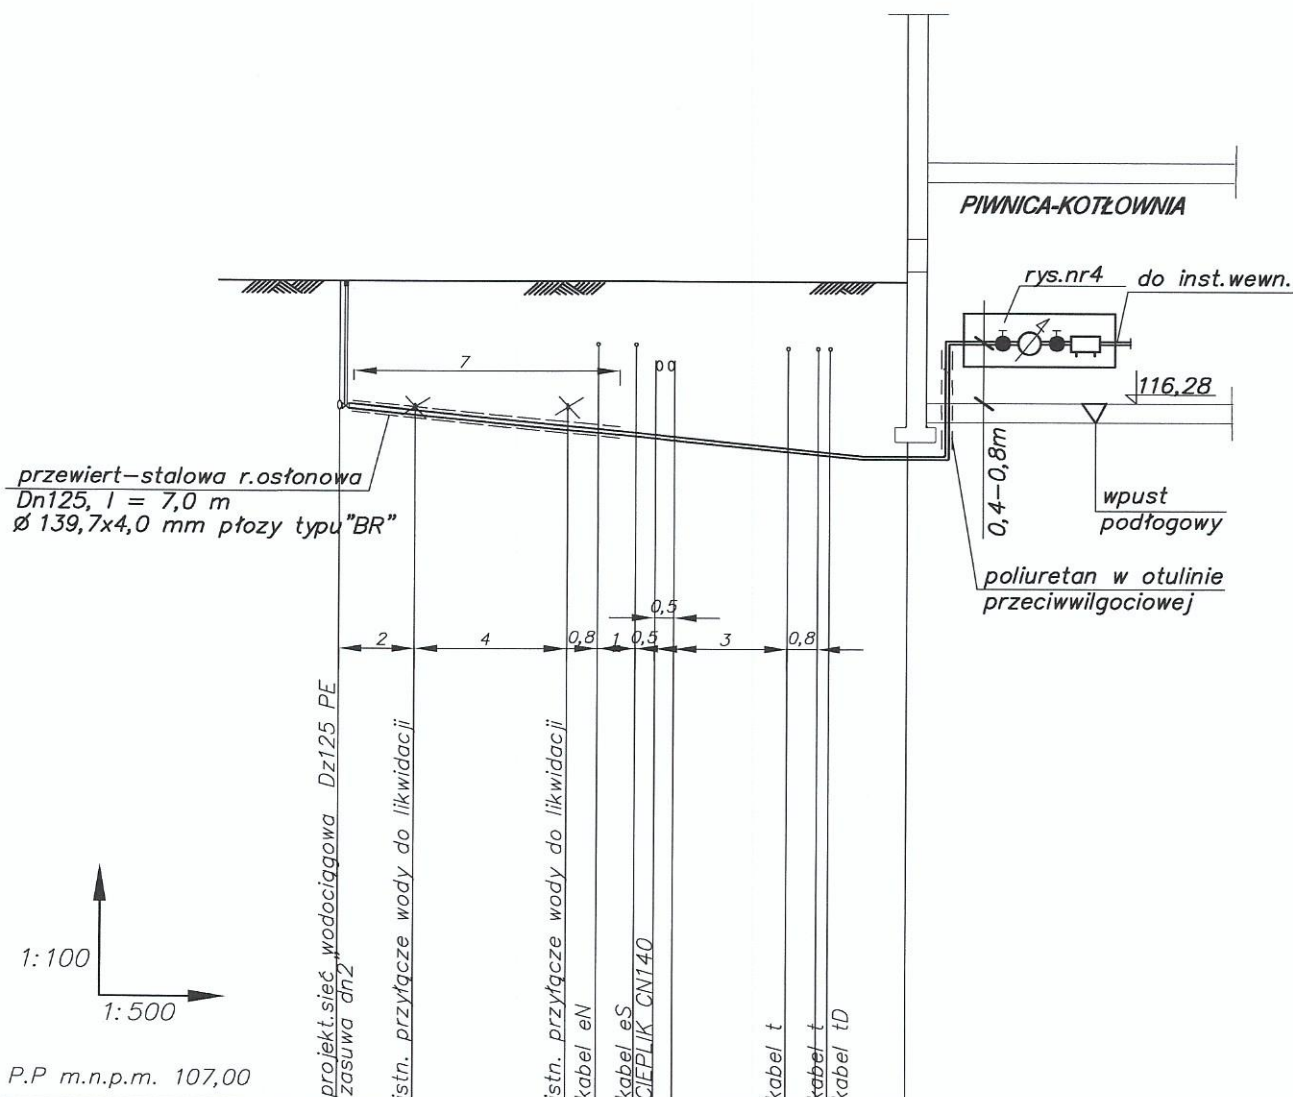 PIWNICA-KOTŁOWNIA
rys.nr4
do inst.wewn.
7
116,28
przewiert-stalowa r.osłonowa
Dn125, l = 7,0 m
Ø 139,7x4,0 mm płozy typu "BR"
0,4-0,8m
wpust
podłogowy
poliuretan w otulinie
przeciwwilgociowej
0,5
2
4
0,8
1
0,5
3
0,8
projekt.sieć wodociągowa Dz125 PE
zasuwa dn2"
istn. przyłącze wody do likwidacji
istn. przyłącze wody do likwidacji
kabel eN
kabel eS
CIEPLIK CN140
kabel t
kabel t
kabel tD
1:100
1:500
P.P m.n.p.m. 107,00